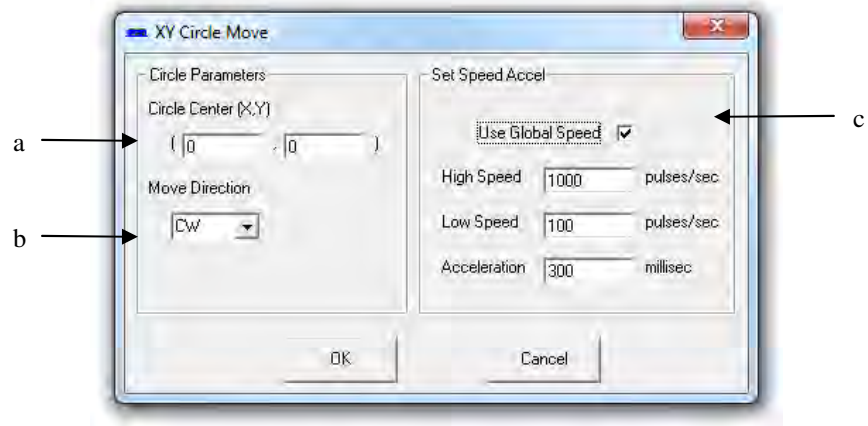 XY Circle Move
Circle Parameters
Circle Center (X,Y)
( 0 , 0 )
Move Direction
CW
Set Speed Accel
Use Global Speed
High Speed 1000 pulses/sec
Low Speed 100 pulses/sec
Acceleration 300 millisec
OK Cancel
a
b
c